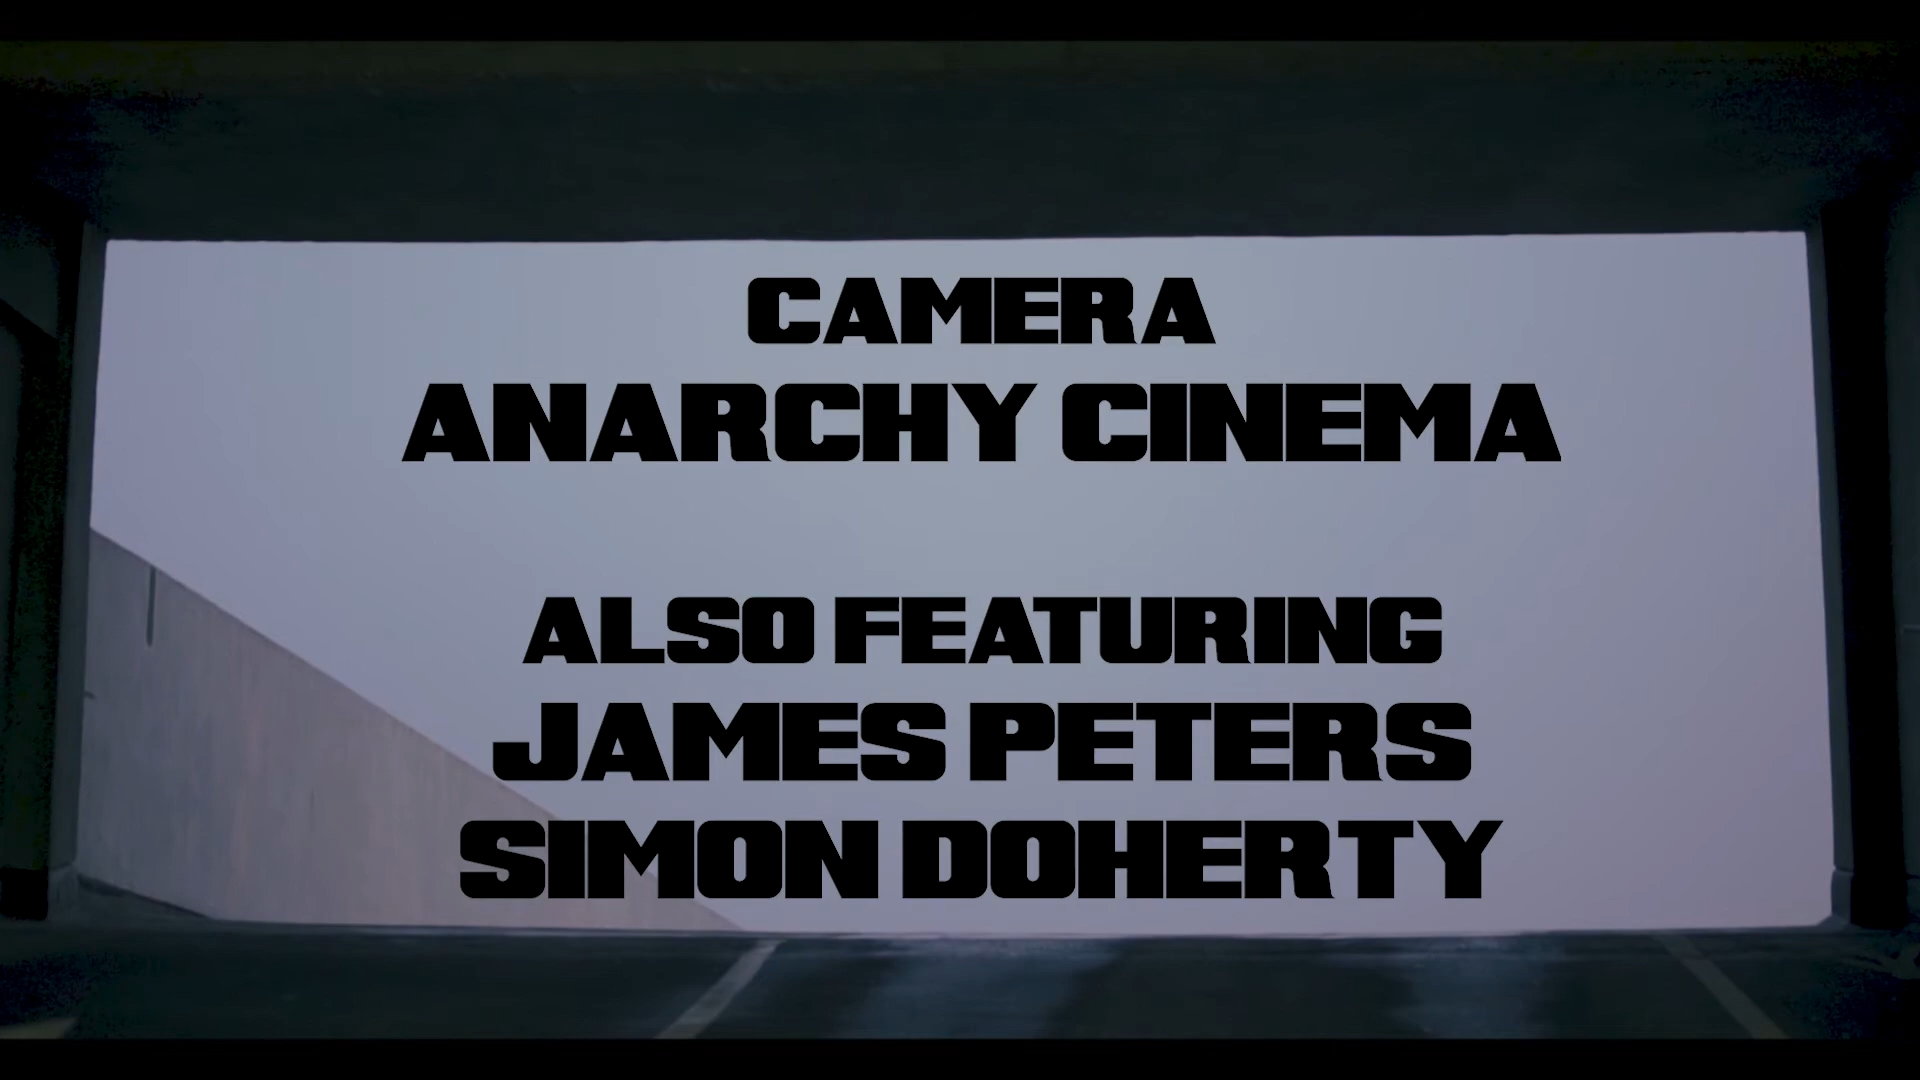 CAMERA
ANARCHY CINEMA
ALSO FEATURING
JAMES PETERS
SIMON DOHERTY